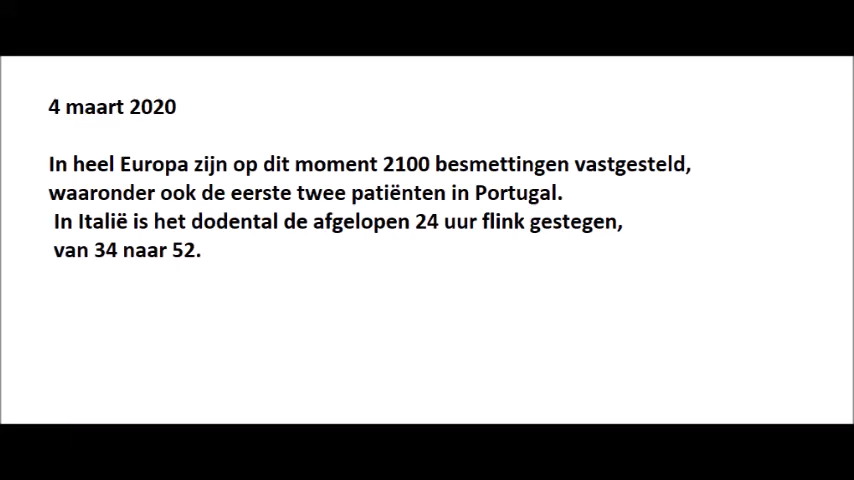 4 maart 2020
In heel Europa zijn op dit moment 2100 besmettingen vastgesteld,
waaronder ook de eerste twee patiënten in Portugal.
In Italië is het dodental de afgelopen 24 uur flink gestegen,
van 34 naar 52.